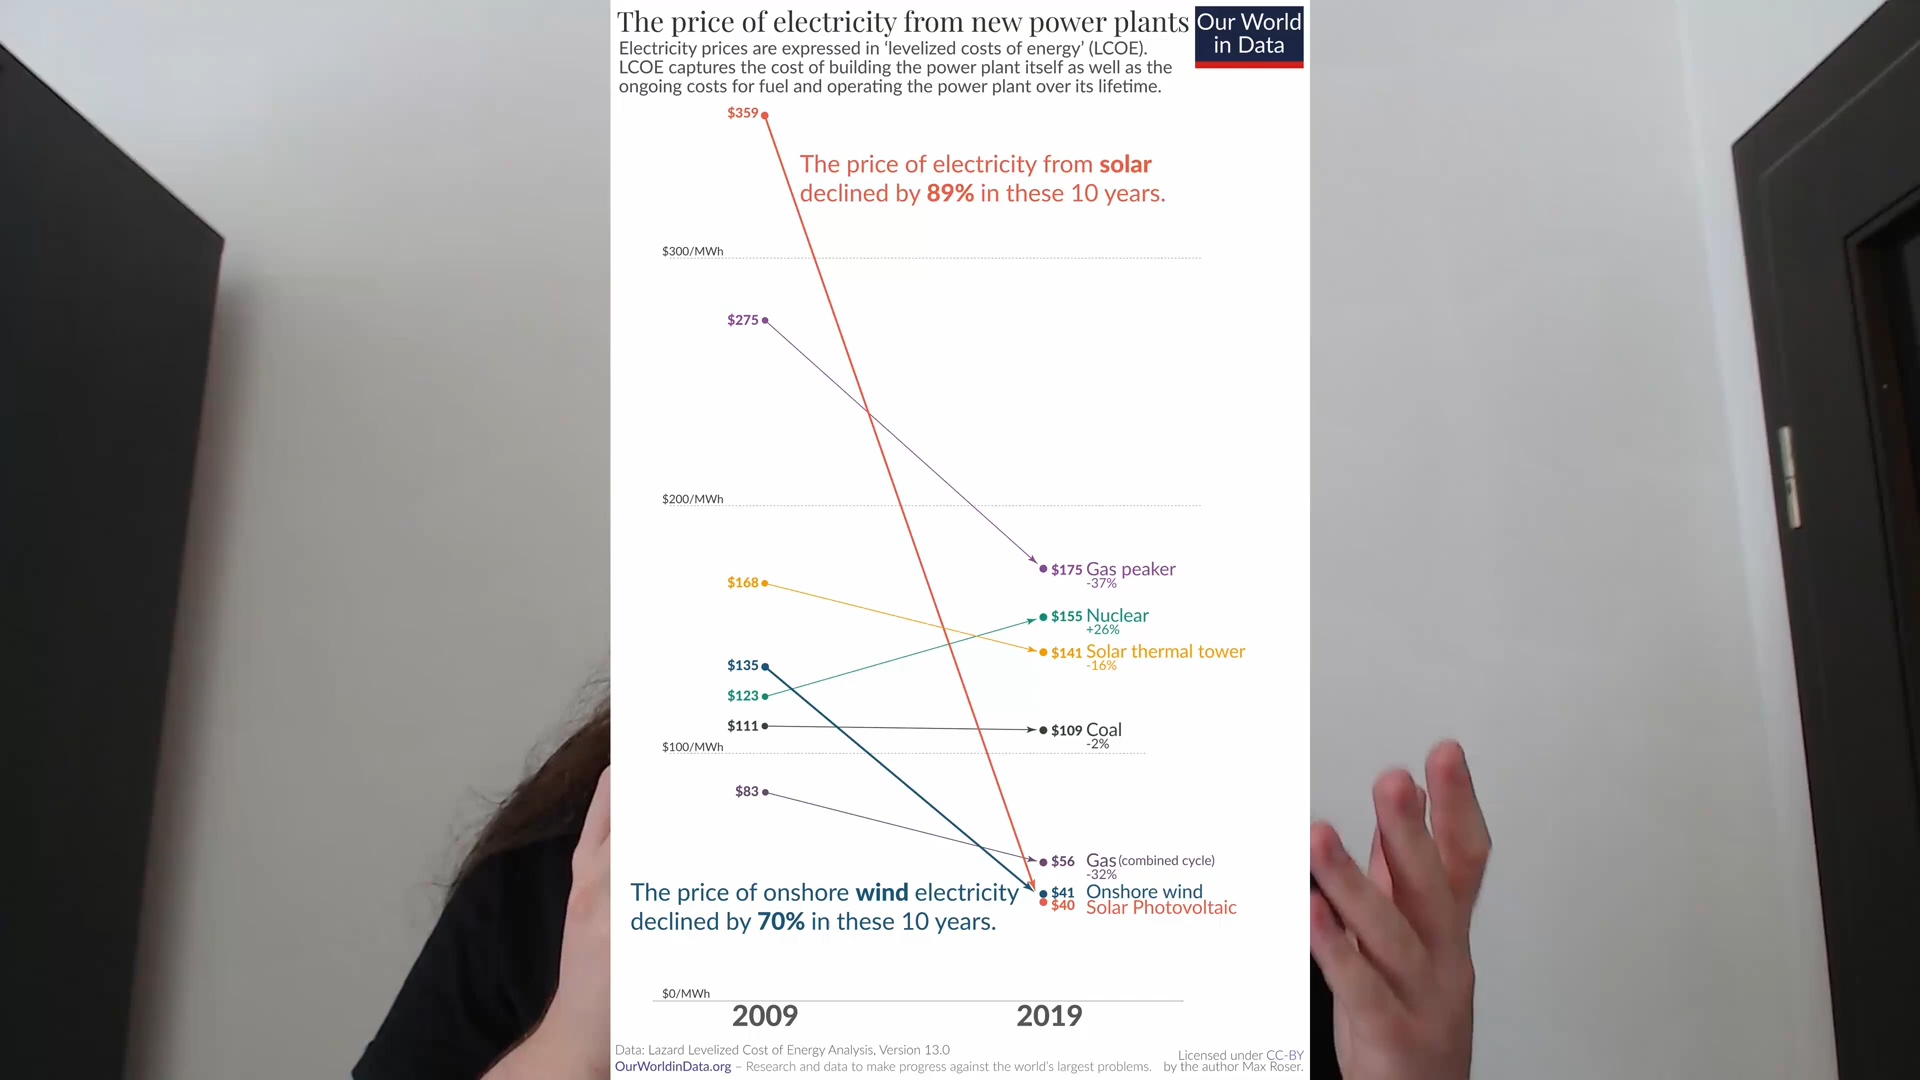 The price of electricity from new power plants
Our World
in Data
Electricity prices are expressed in ‘levelized costs of energy’ (LCOE).
LCOE captures the cost of building the power plant itself as well as the
ongoing costs for fuel and operating the power plant over its lifetime.
$359
The price of electricity from solar
declined by 89% in these 10 years.
$300/MWh
$275
$200/MWh
$175 Gas peaker
-37%
$168
$155 Nuclear
+26%
$141 Solar thermal tower
-16%
$135
$123
$111
$109 Coal
-2%
$100/MWh
$83
$56 Gas (combined cycle)
-32%
The price of onshore wind electricity
declined by 70% in these 10 years.
$41 Onshore wind
$40 Solar Photovoltaic
$0/MWh
2009 2019
Data: Lazard Levelized Cost of Energy Analysis, Version 13.0
OurWorldinData.org – Research and data to make progress against the world’s largest problems.
Licensed under CC-BY
by the author Max Roser.